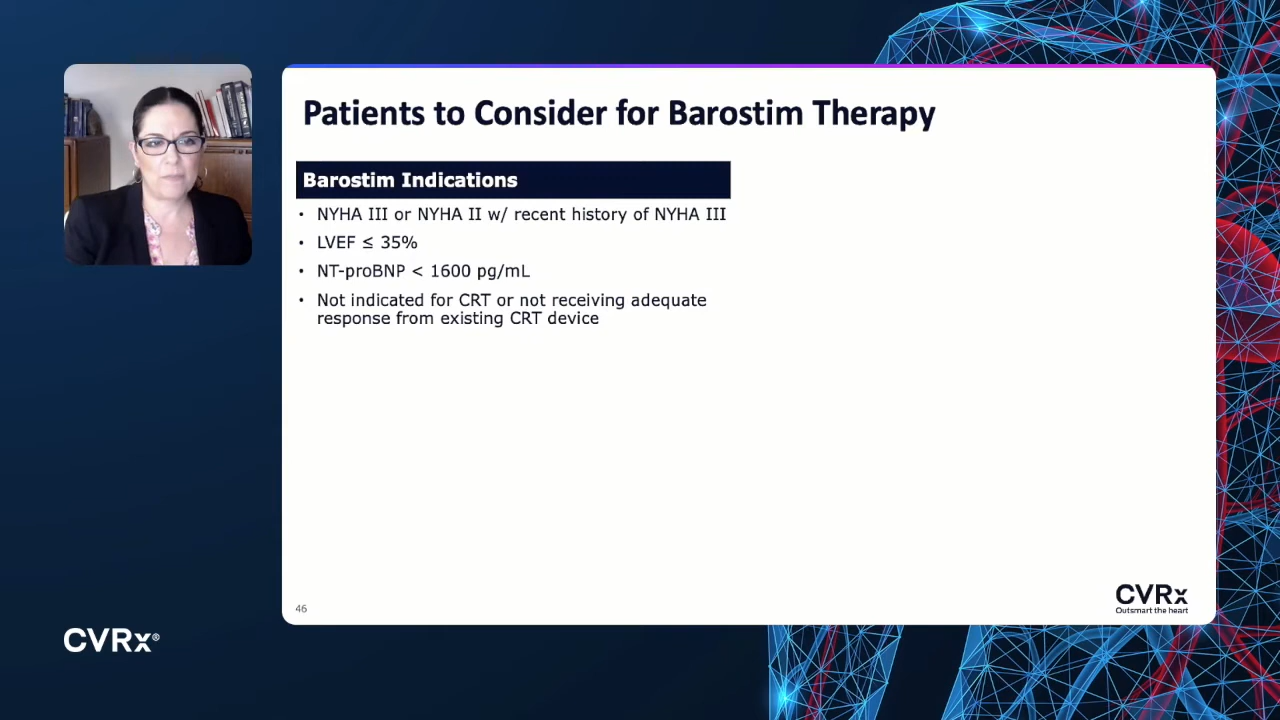 Patients to Consider for Barostim Therapy
Barostim Indications
• NYHA III or NYHA II w/ recent history of NYHA III
• LVEF ≤ 35%
• NT-proBNP < 1600 pg/mL
• Not indicated for CRT or not receiving adequate
response from existing CRT device
46
CVRx
Outsmart the heart
CVRx®